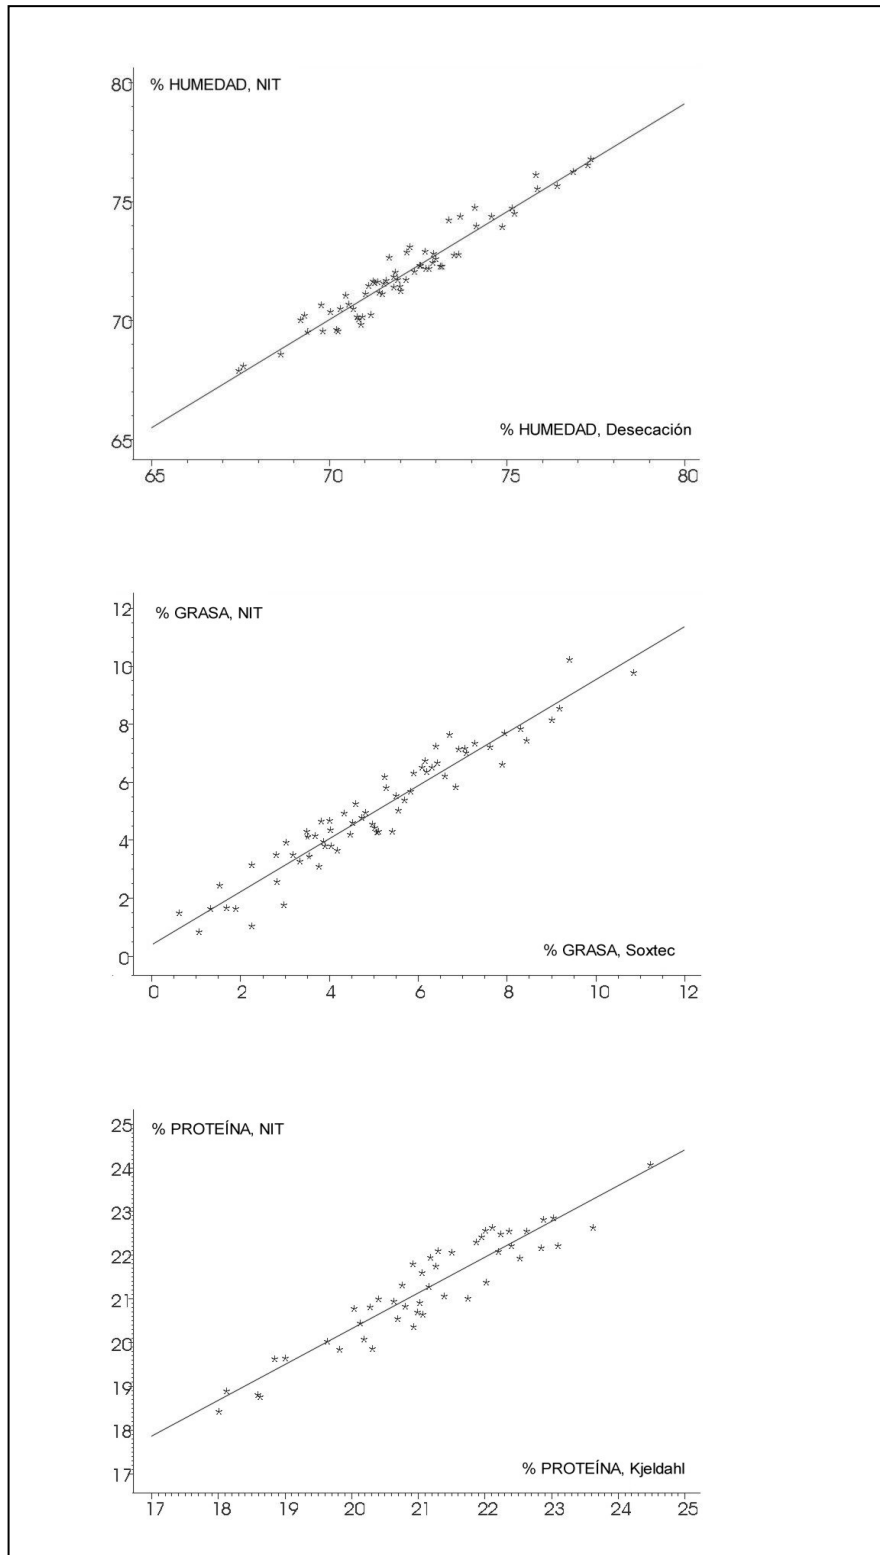 80 % HUMEDAD, NIT
75
70
65
% HUMEDAD, Desecación
65 70 75 80
12 % GRASA, NIT
10
8
6
4
2
0
% GRASA, Soxtec
0 2 4 6 8 10 12
25 % PROTEÍNA, NIT
24
23
22
21
20
19
18
17
% PROTEÍNA, Kjeldahl
17 18 19 20 21 22 23 24 25